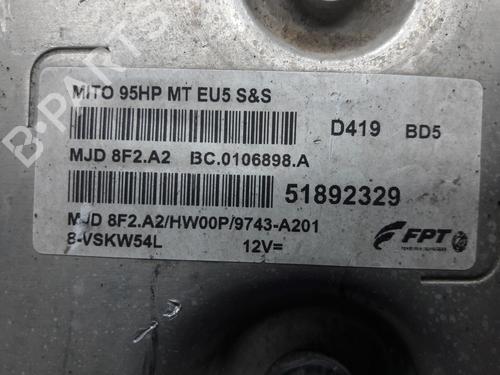 MITO 95HP MT EU5 S&S
D419 BD5
MJD 8F2.A2 BC.0106898.A
51892329
MJD 8F2.A2/HW00P/9743-A201
8-VSKW54L 12V=
FPT
B-PARTS